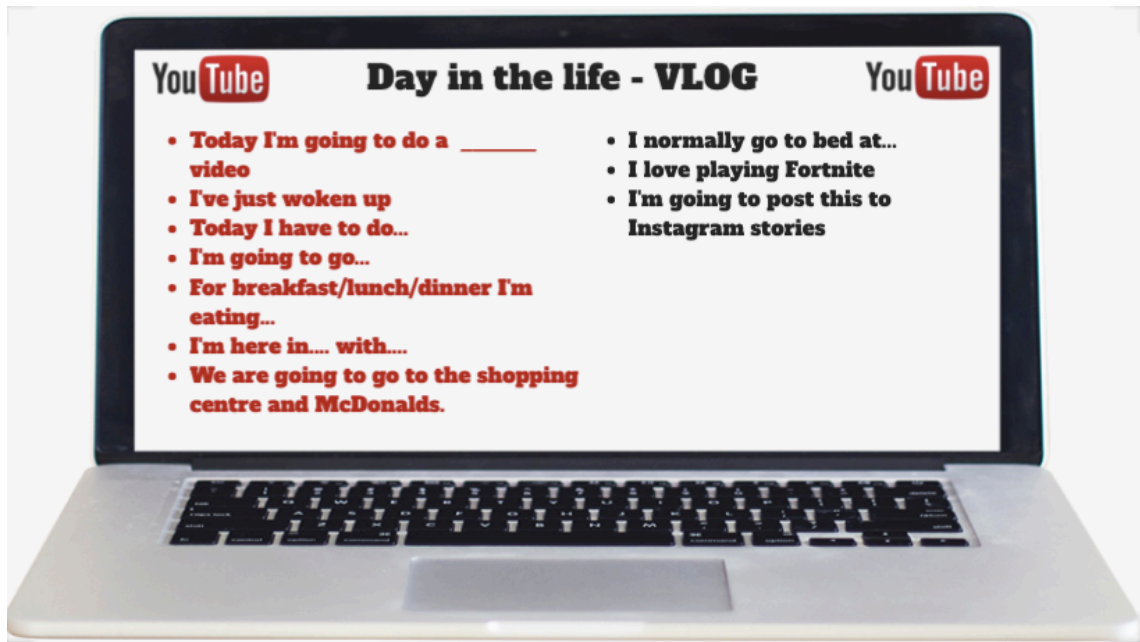 YouTube Day in the life - VLOG YouTube
• Today I'm going to do a ______
video
• I've just woken up
• Today I have to do...
• I'm going to go...
• For breakfast/lunch/dinner I'm
eating...
• I'm here in.... with....
• We are going to go to the shopping
centre and McDonalds.
• I normally go to bed at...
• I love playing Fortnite
• I'm going to post this to
Instagram stories